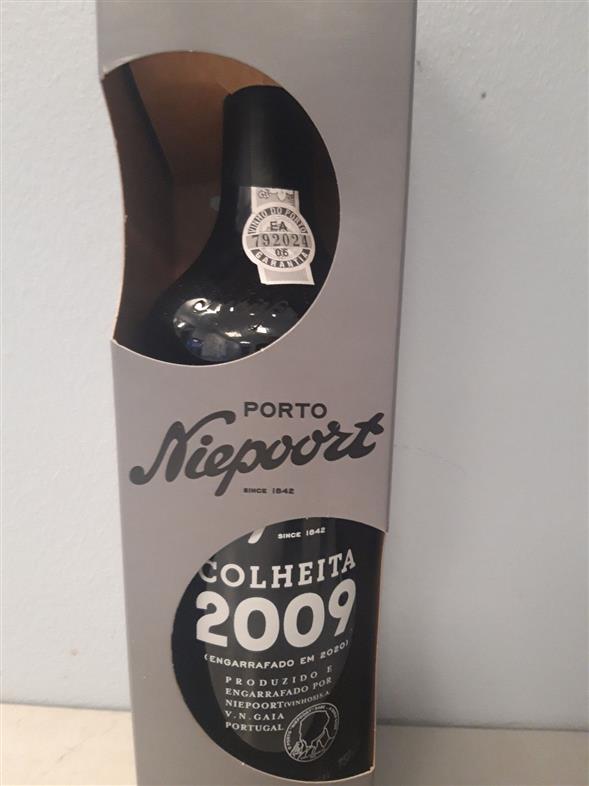 VINHO DO PORTO
EA
792024
06
GARANTIA
PORTO
Niepoort
SINCE 1842
SINCE 1842
COLHEITA
2009
(ENGARRAFADO EM 2020)
PRODUZIDO E
ENGARRAFADO POR
NIEPOORT (VINHOS) S.A.
V. N. GAIA
PORTUGAL